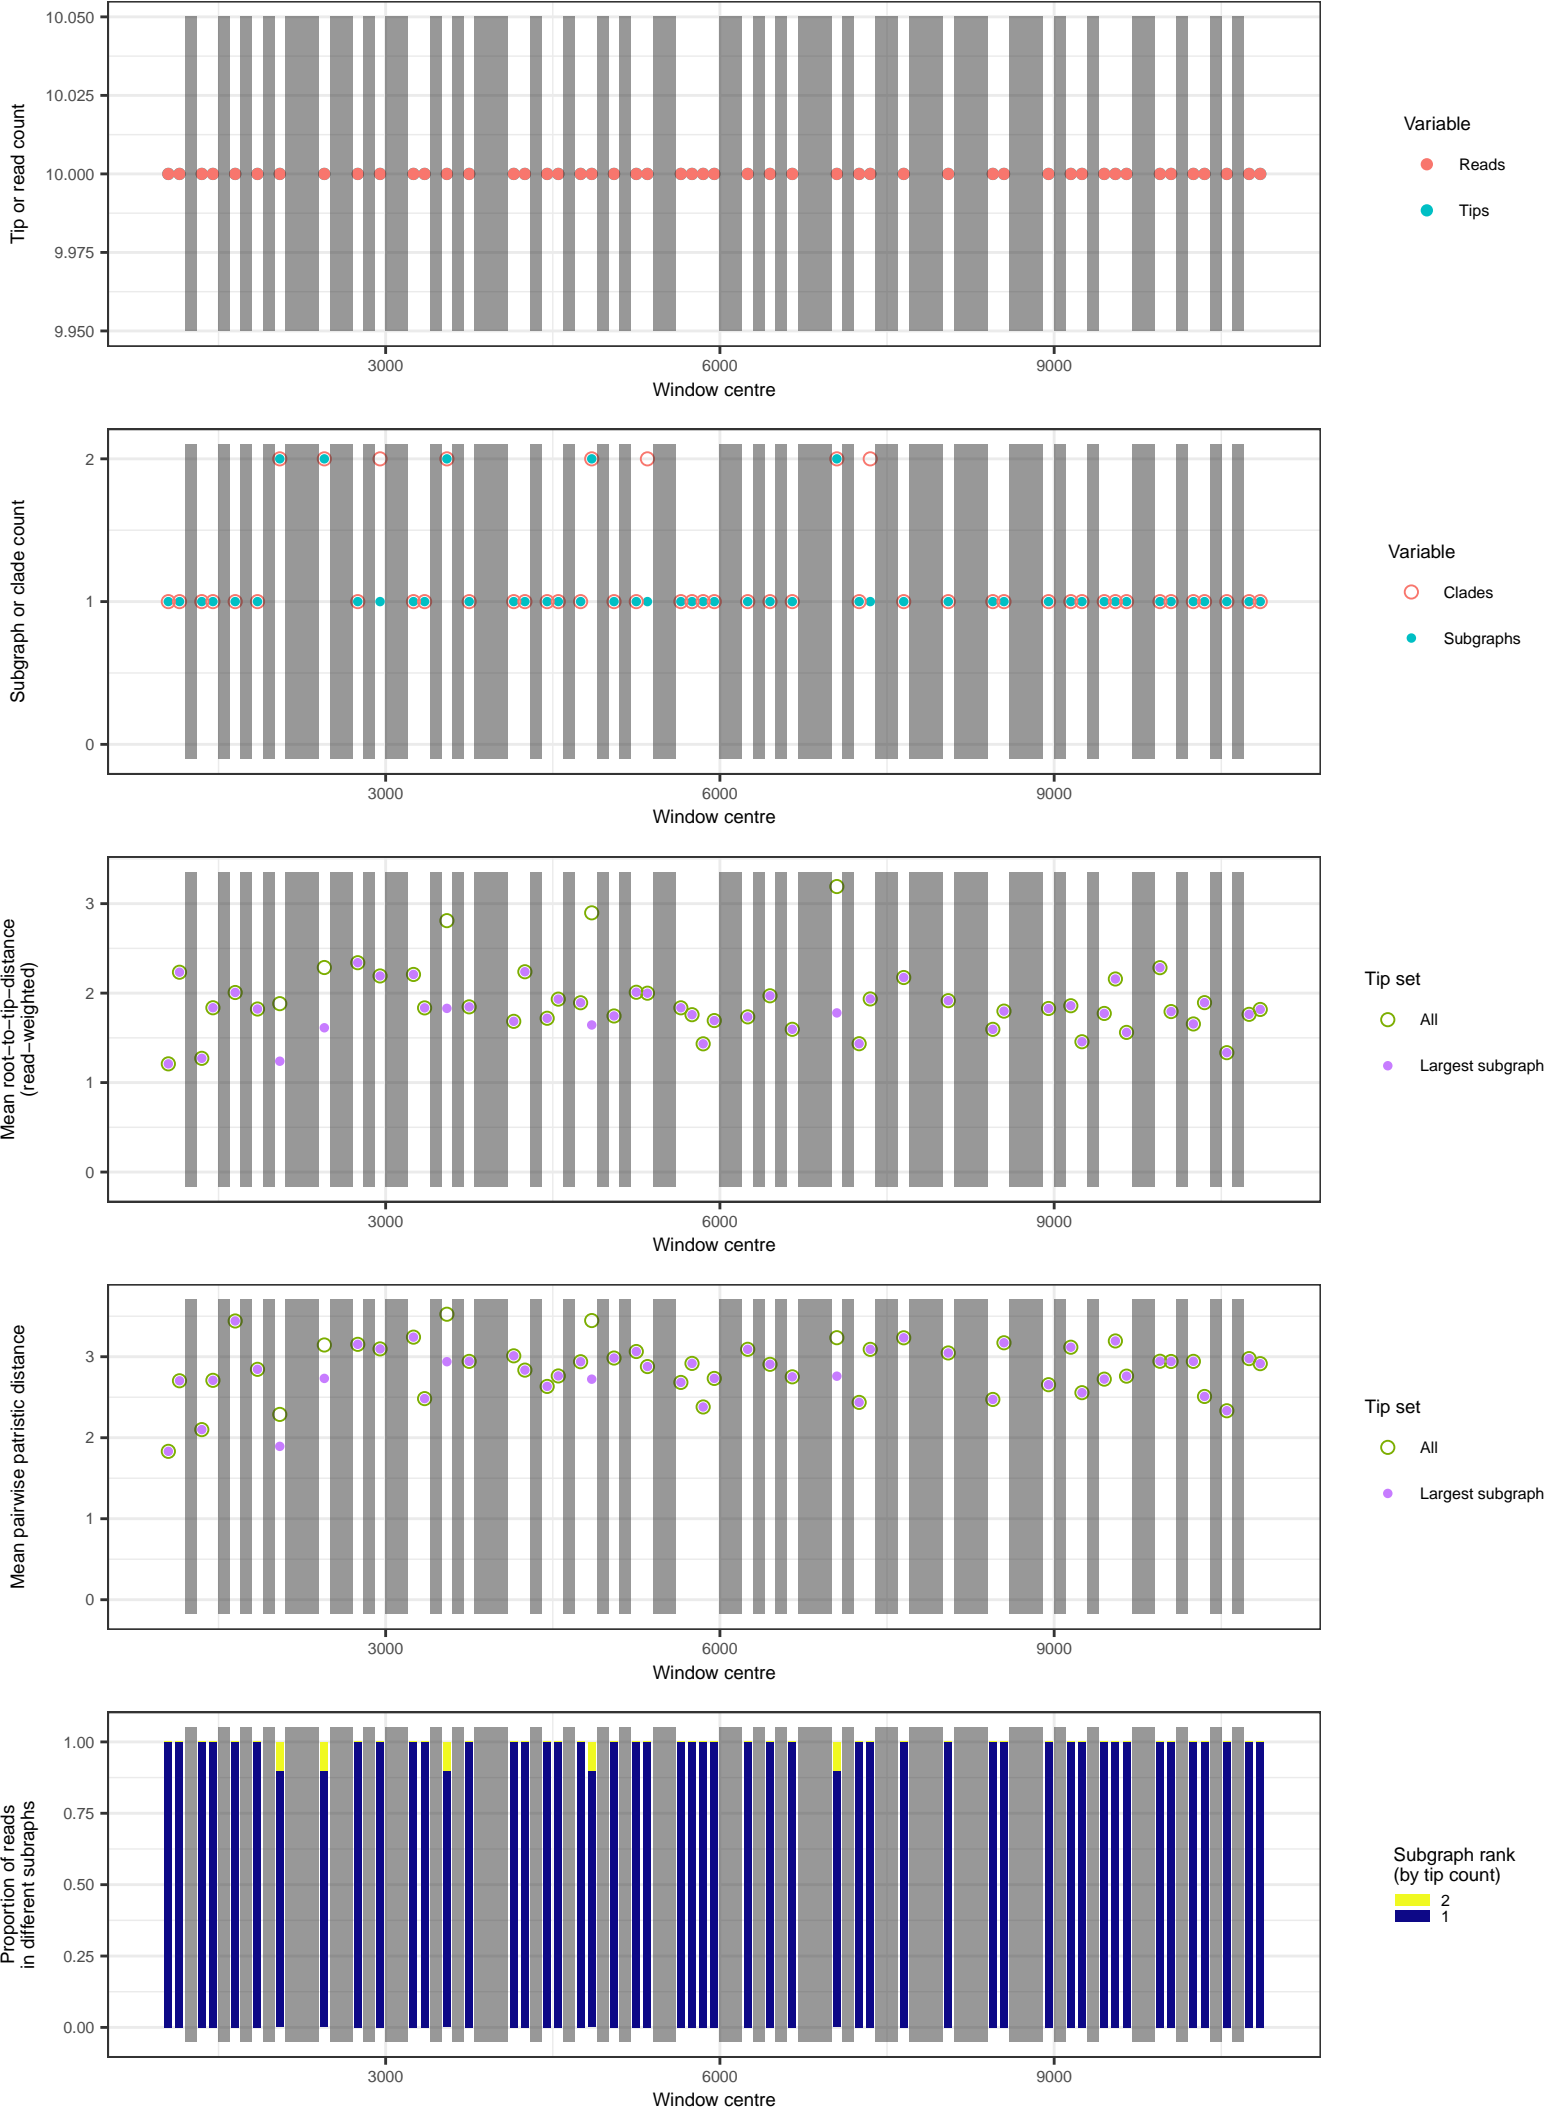 10.050
10.025
10.000
9.975
9.950
Tip or read count
3000
6000
9000
Window centre
Variable
Reads
Tips
2
1
0
Subgraph or clade count
3000
6000
9000
Window centre
Variable
Clades
Subgraphs
3
2
1
0
Mean root−to−tip−distance
(read−weighted)
3000
6000
9000
Window centre
Tip set
All
Largest subgraph
3
2
1
0
Mean pairwise patristic distance
3000
6000
9000
Window centre
Tip set
All
Largest subgraph
1.00
0.75
0.50
0.25
0.00
Proportion of reads
in different subraphs
3000
6000
9000
Window centre
Subgraph rank
(by tip count)
2
1